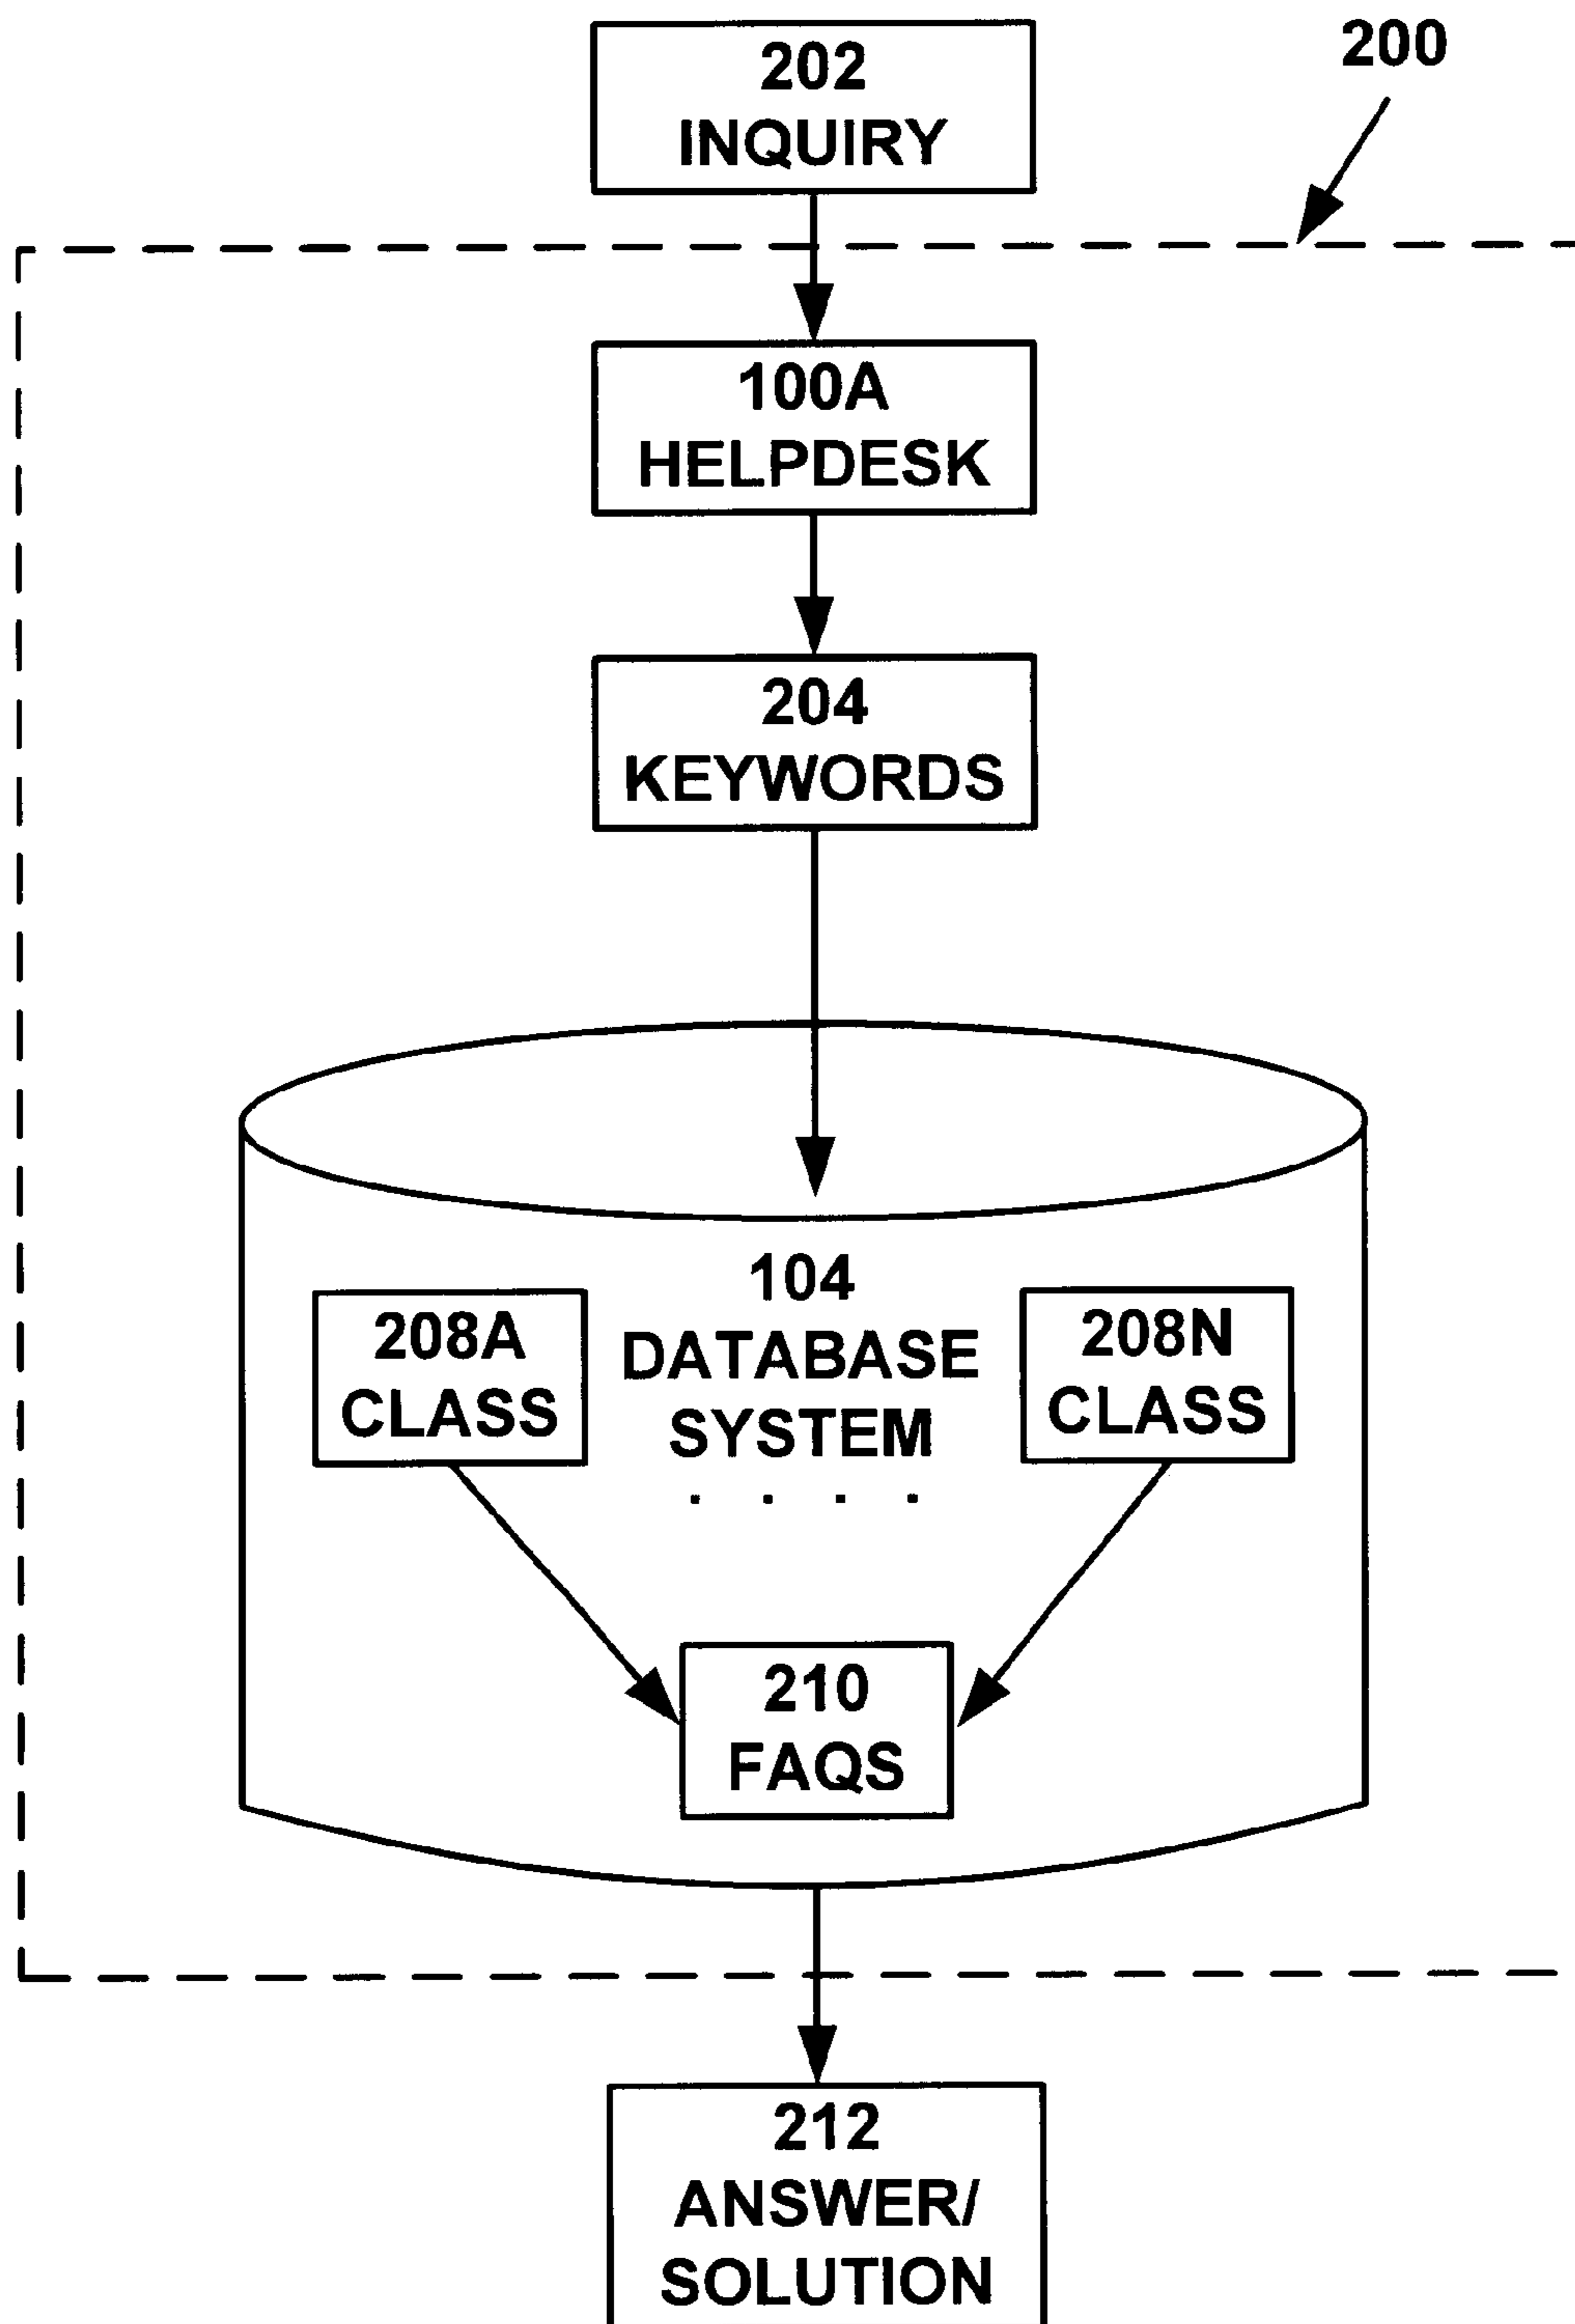 200
202
INQUIRY
100A
HELPDESK
204
KEYWORDS
104
DATABASE
SYSTEM
. . . .
208A
CLASS
208N
CLASS
210
FAQS
212
ANSWER/
SOLUTION